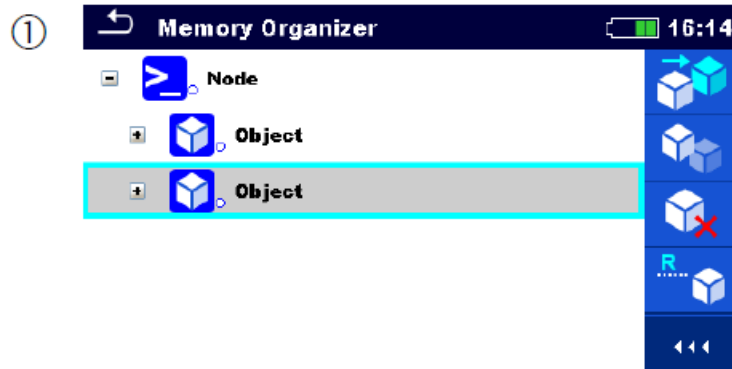 ①
Memory Organizer 16:14
>_ Node
Object
Object
R